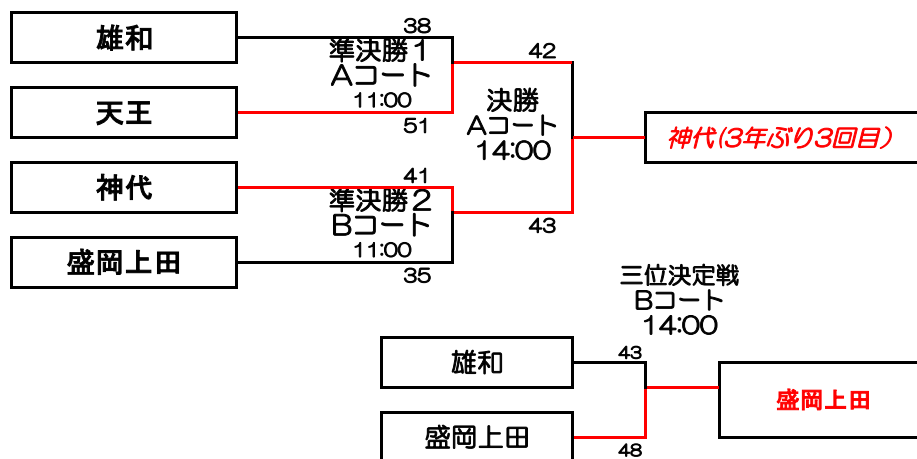 雄和
38
準決勝1
Aコート
11:00
天王
51
42
決勝
Aコート
14:00
神代(3年ぶり3回目)
神代
41
準決勝2
Bコート
11:00
盛岡上田
35
43
三位決定戦
Bコート
14:00
雄和
43
盛岡上田
盛岡上田
48